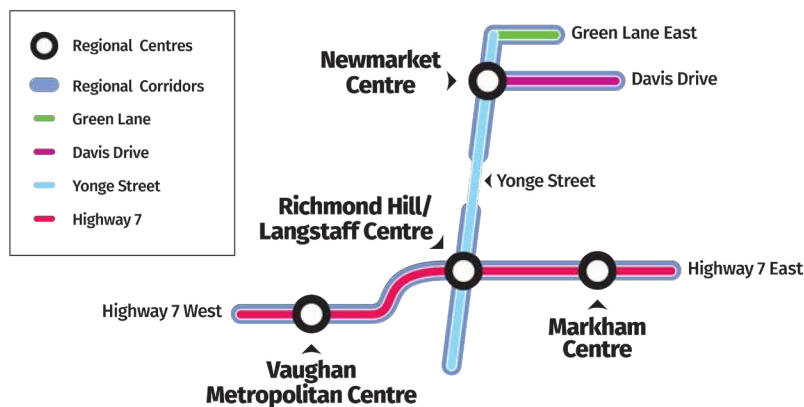 Regional Centres
Regional Corridors
Green Lane
Davis Drive
Yonge Street
Highway 7
Green Lane East
Newmarket
Centre
Davis Drive
Yonge Street
Richmond Hill/
Langstaff Centre
Highway 7 East
Highway 7 West
Markham
Centre
Vaughan
Metropolitan Centre